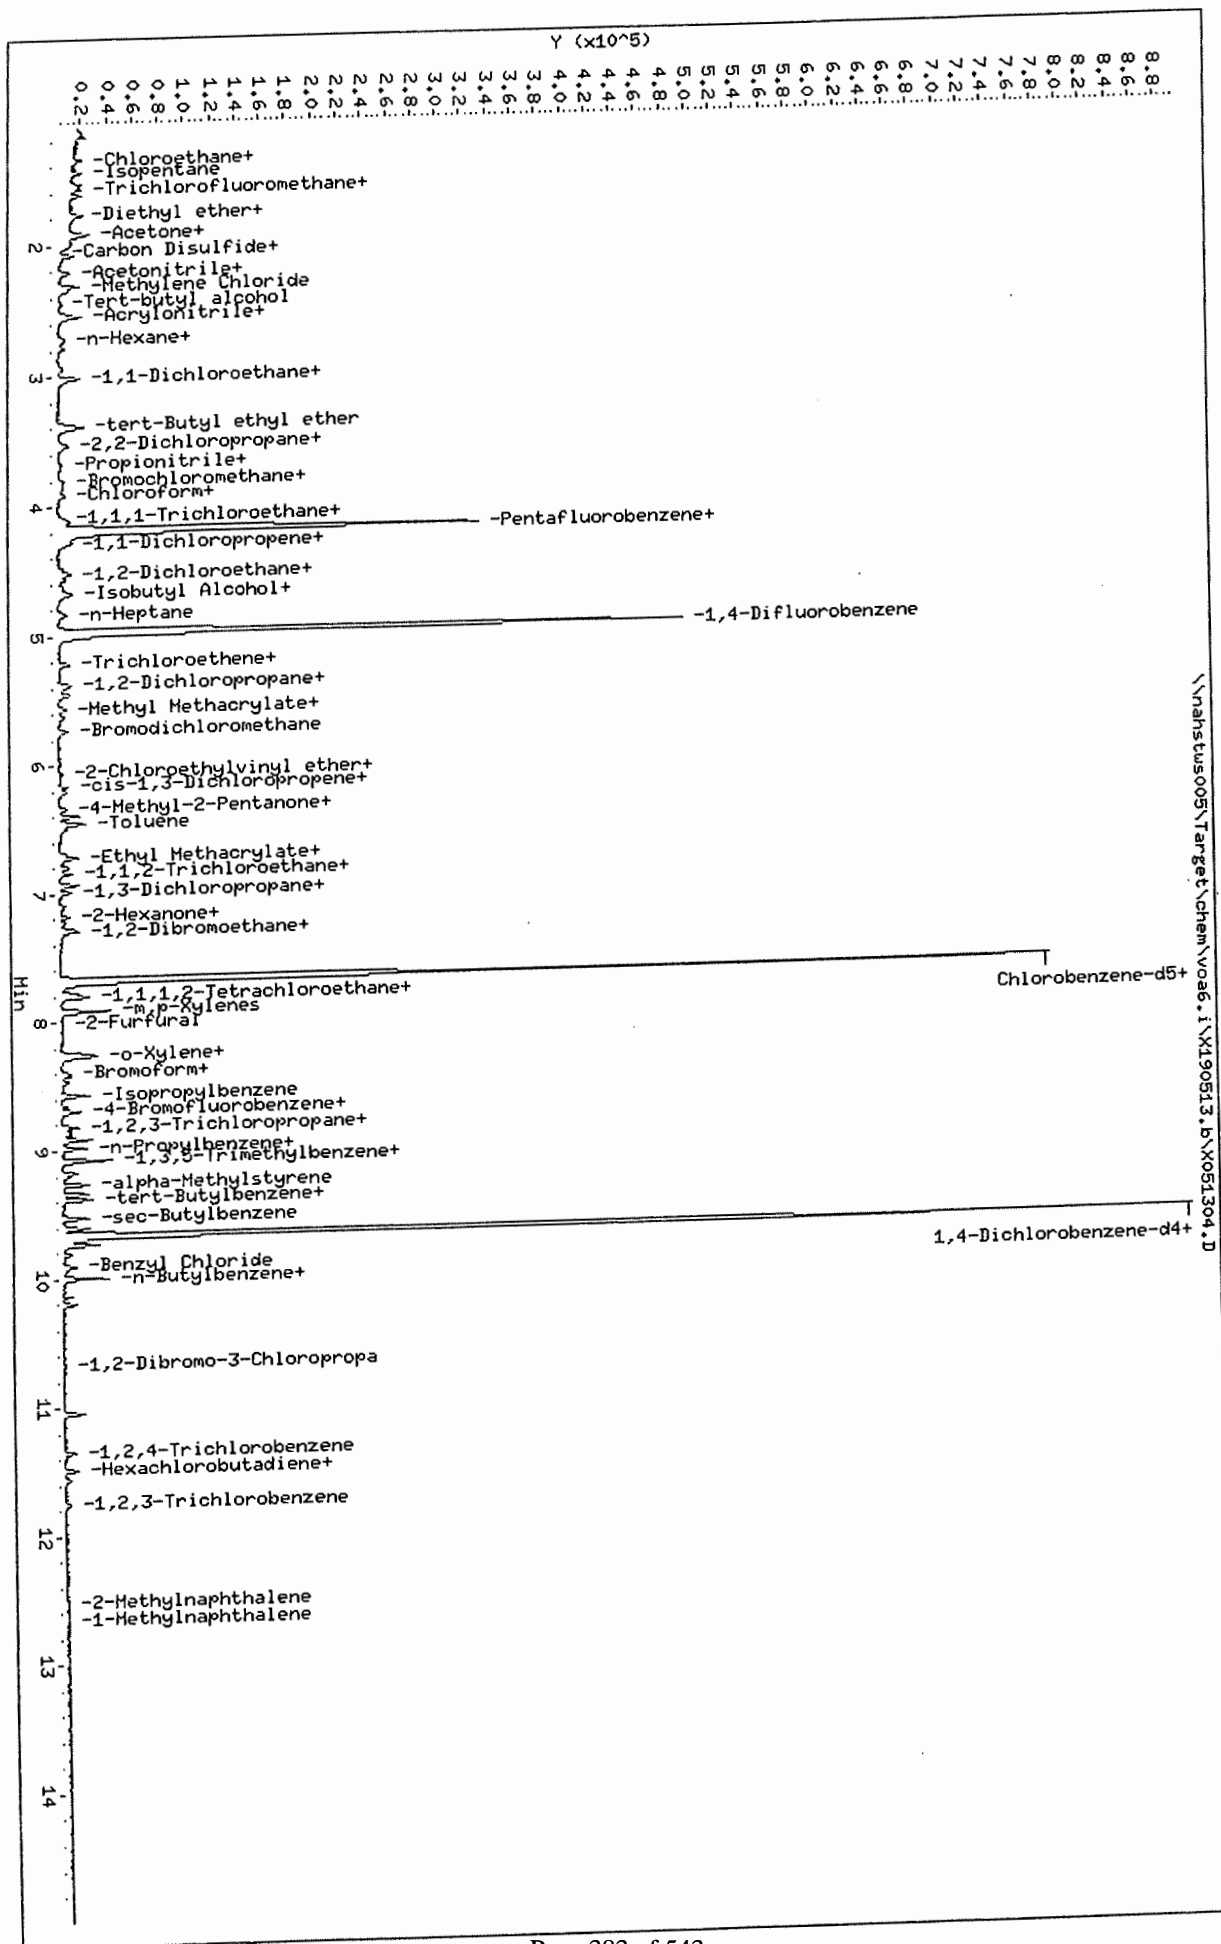 Y (x10^5)
0.2
0.4
0.6
0.8
1.0
1.2
1.4
1.6
1.8
2.0
2.2
2.4
2.6
2.8
3.0
3.2
3.4
3.6
3.8
4.0
4.2
4.4
4.6
4.8
5.0
5.2
5.4
5.6
5.8
6.0
6.2
6.4
6.6
6.8
7.0
7.2
7.4
7.6
7.8
8.0
8.2
8.4
8.6
8.8
-Chloroethane+
-Isopentane
-Trichlorofluoromethane+
-Diethyl ether+
-Acetone+
2-
-Carbon Disulfide+
-Acetonitrile+
-Methylene Chloride
-Tert-butyl alcohol
-Acrylonitrile+
-n-Hexane+
3-
-1,1-Dichloroethane+
-tert-Butyl ethyl ether
-2,2-Dichloropropane+
-Propionitrile+
-Bromochloromethane+
-Chloroform+
4-
-1,1,1-Trichloroethane+
-Pentafluorobenzene+
-1,1-Dichloropropene+
-1,2-Dichloroethane+
-Isobutyl Alcohol+
-n-Heptane
-1,4-Difluorobenzene
5-
-Trichloroethene+
-1,2-Dichloropropane+
-Methyl Methacrylate+
-Bromodichloromethane
6-
-2-Chloroethylvinyl ether+
-cis-1,3-Dichloropropene+
-4-Methyl-2-Pentanone+
-Toluene
-Ethyl Methacrylate+
-1,1,2-Trichloroethane+
7-
-1,3-Dichloropropane+
-2-Hexanone+
-1,2-Dibromoethane+
Chlorobenzene-d5+
Min
-1,1,1,2-Tetrachloroethane+
-m,p-Xylenes
8-
-2-Furfural
-o-Xylene+
-Bromoform+
-Isopropylbenzene
-4-Bromofluorobenzene+
-1,2,3-Trichloropropane+
9-
-n-Propylbenzene+
-1,3,5-Trimethylbenzene+
-alpha-Methylstyrene
-tert-Butylbenzene+
-sec-Butylbenzene
1,4-Dichlorobenzene-d4+
-Benzyl Chloride
10-
-n-Butylbenzene+
-1,2-Dibromo-3-Chloropropa
11-
-1,2,4-Trichlorobenzene
-Hexachlorobutadiene+
-1,2,3-Trichlorobenzene
12-
-2-Methylnaphthalene
-1-Methylnaphthalene
13-
14-
\\nahstws005\Target\chem\voa6.i\X190513.b\X051304.D